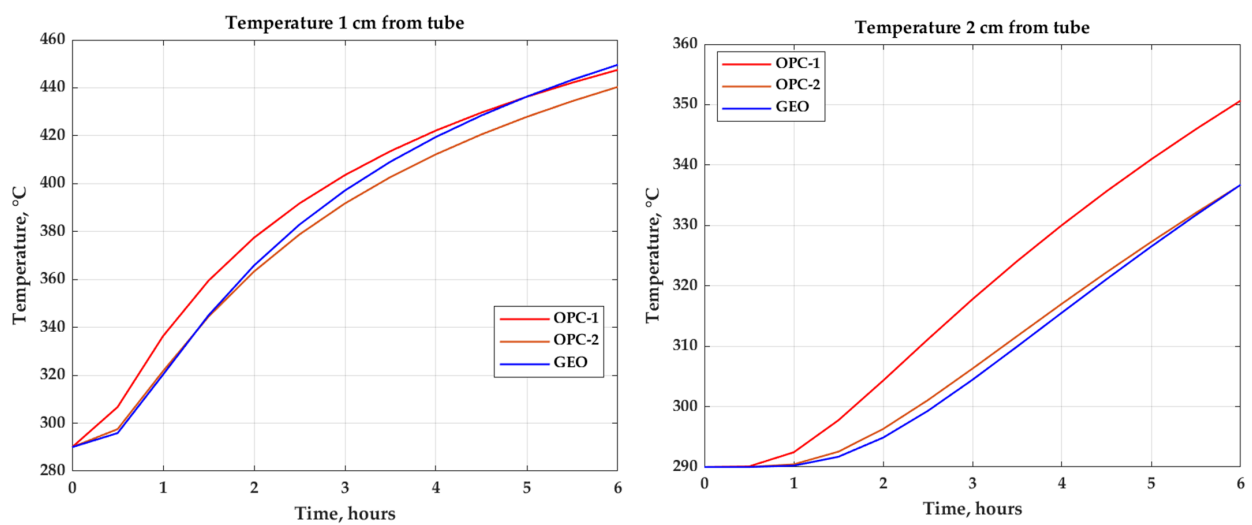 Temperature 1 cm from tube
460
440
420
400
380
360
340
320
300
280
Temperature, °C
0 1 2 3 4 5 6
Time, hours
OPC-1
OPC-2
GEO
Temperature 2 cm from tube
360
350
340
330
320
310
300
290
Temperature, °C
0 1 2 3 4 5 6
Time, hours
OPC-1
OPC-2
GEO